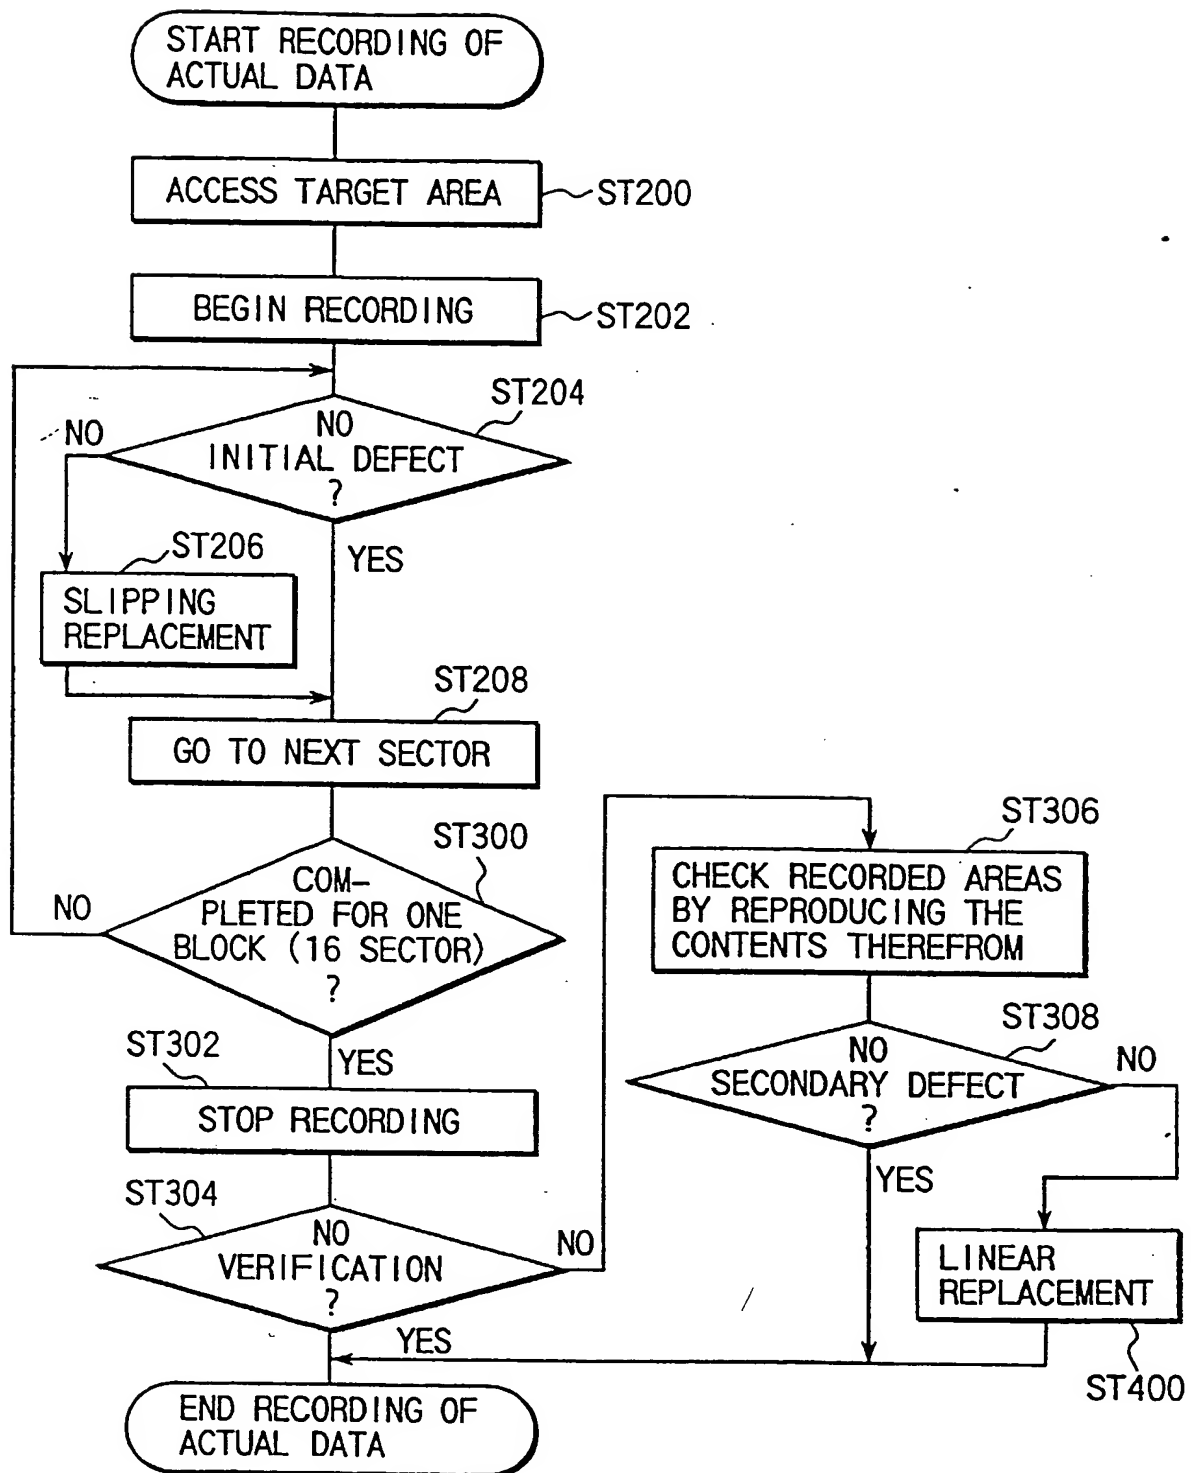 START RECORDING OF
ACTUAL DATA
ACCESS TARGET AREA
ST200
BEGIN RECORDING
ST202
ST204
NO
INITIAL DEFECT
?
NO
YES
ST206
SLIPPING
REPLACEMENT
ST208
GO TO NEXT SECTOR
ST300
COM-
PLETED FOR ONE
BLOCK (16 SECTOR)
?
NO
YES
ST302
STOP RECORDING
ST304
NO
VERIFICATION
?
NO
YES
ST306
CHECK RECORDED AREAS
BY REPRODUCING THE
CONTENTS THEREFROM
ST308
NO
SECONDARY DEFECT
?
NO
YES
LINEAR
REPLACEMENT
ST400
END RECORDING OF
ACTUAL DATA